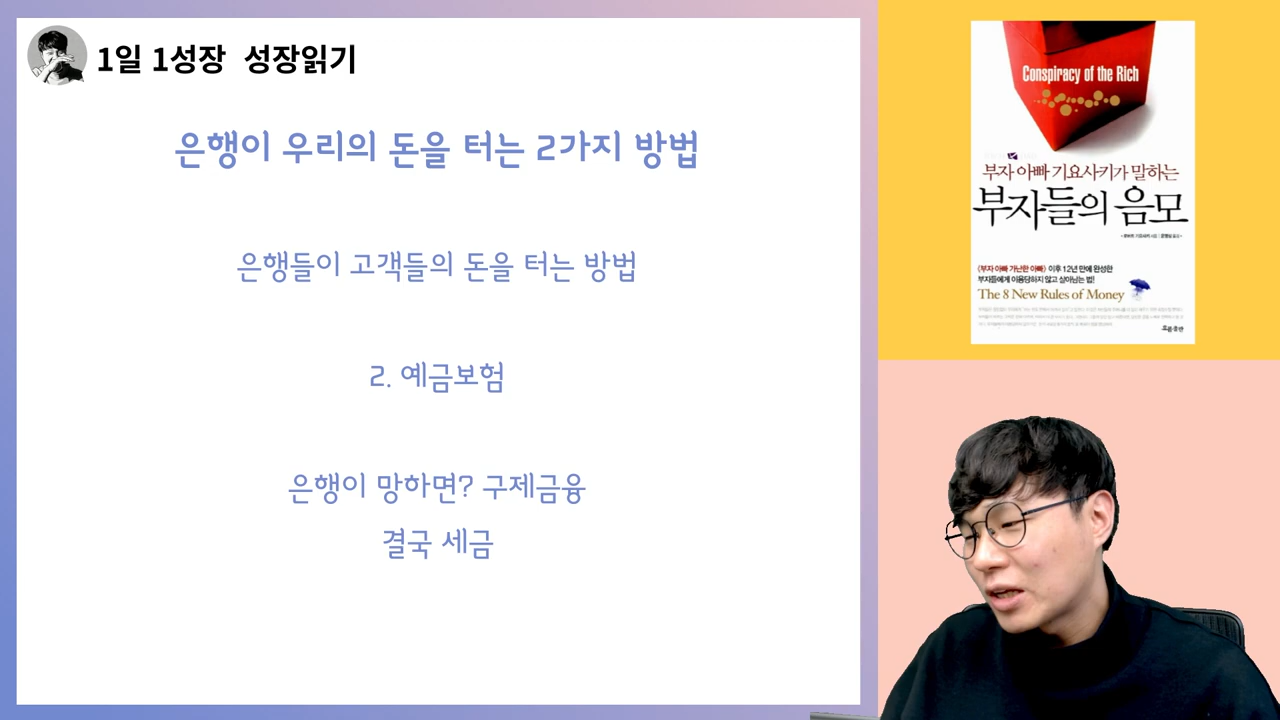 1일 1성장 성장읽기
은행이 우리의 돈을 터는 2가지 방법
은행들이 고객들의 돈을 터는 방법
2. 예금보험
은행이 망하면? 구제금융
결국 세금
Conspiracy of the Rich
부자 아빠 기요사키가 말하는
부자들의 음모
《부자 아빠 가난한 아빠》 이후 12년 만에 완성한
부자들에게 이용당하지 않고 살아남는 법!
The 8 New Rules of Money